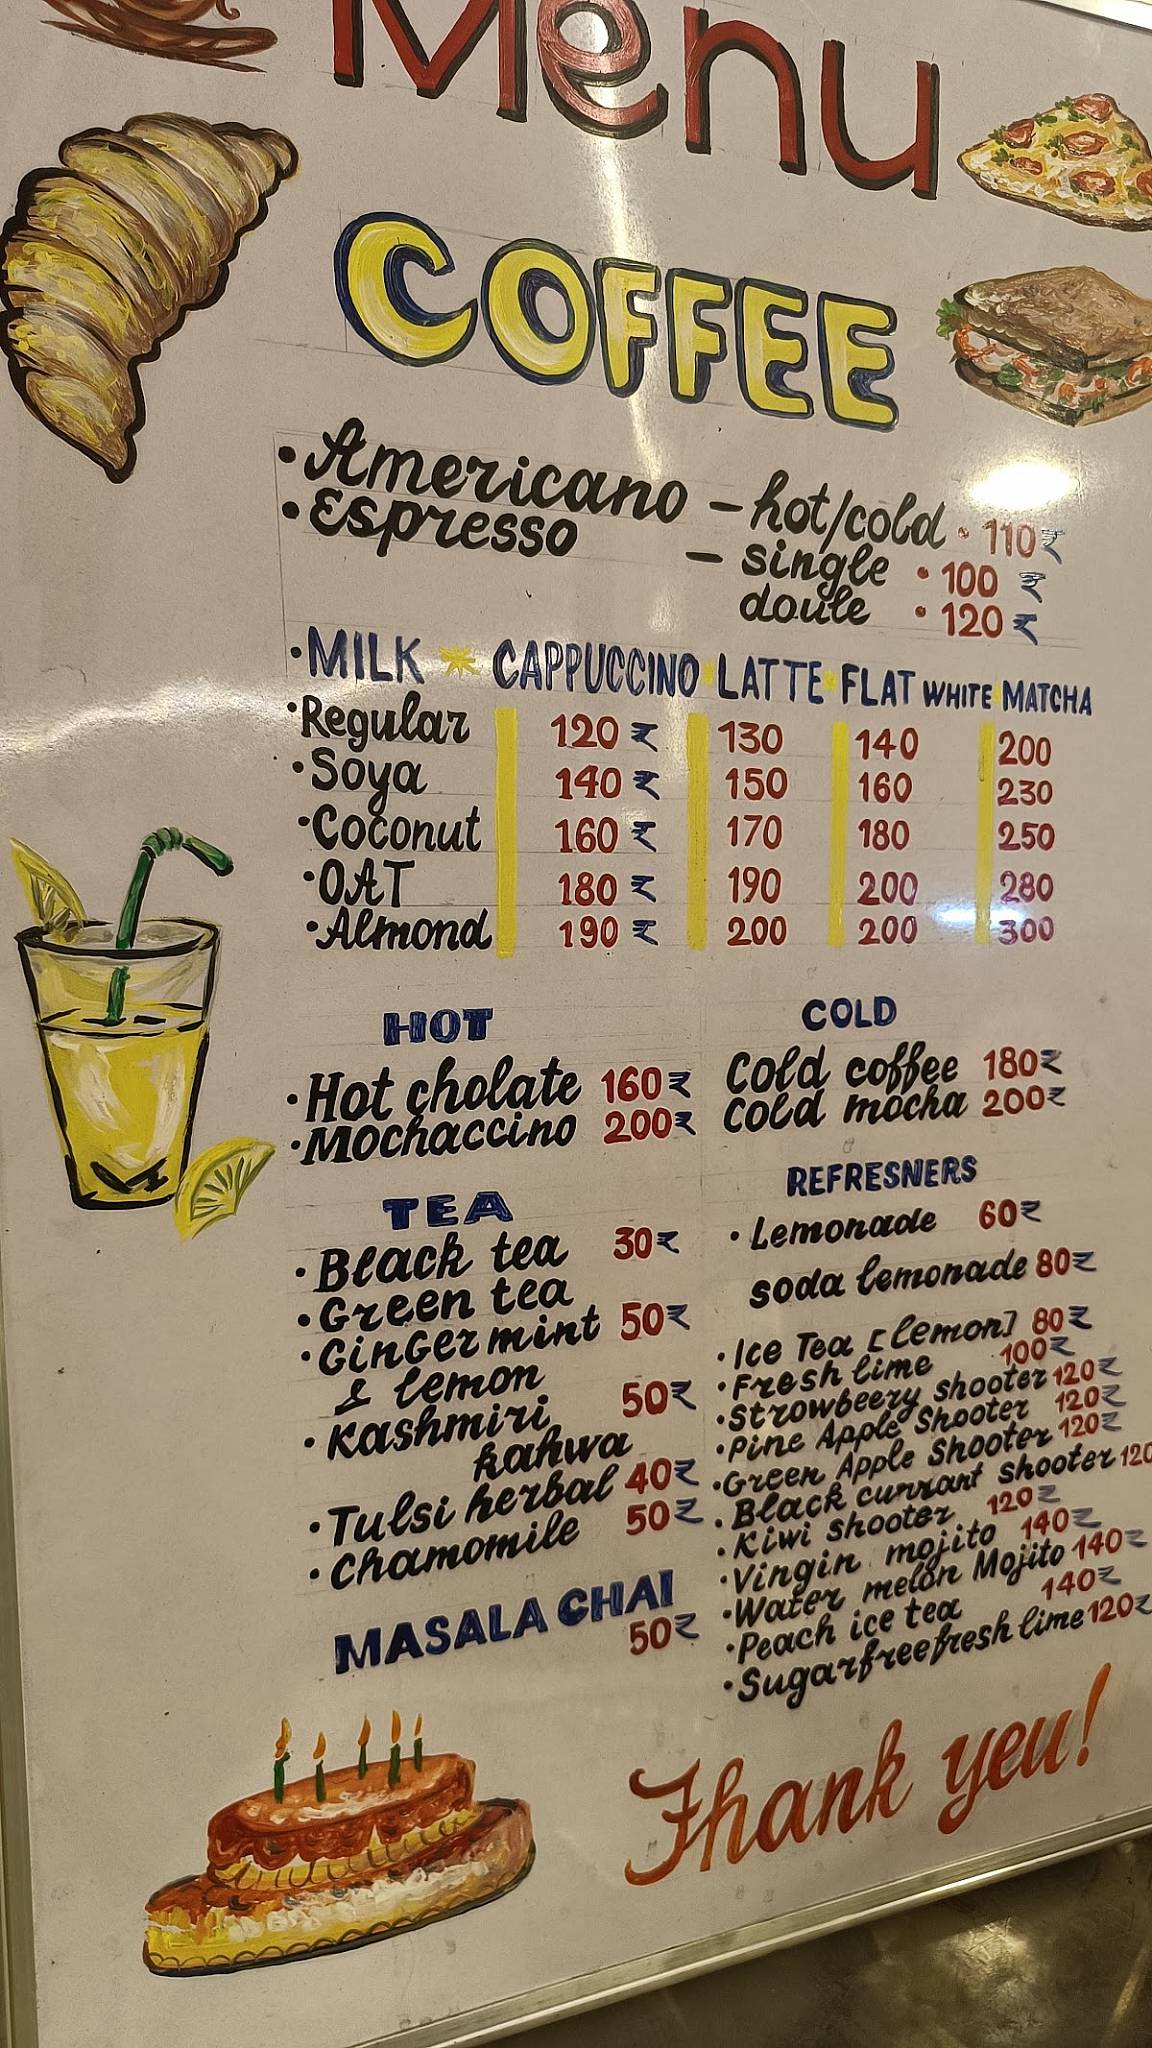 Menu
COFFEE
• Americano - hot/cold • 110₹
• Espresso - single • 100 ₹
doule • 120 ₹
• MILK CAPPUCCINO LATTE FLAT WHITE MATCHA
• Regular 120 ₹ 130 140 200
• Soya 140 ₹ 150 160 230
• Coconut 160 ₹ 170 180 250
• OAT 180 ₹ 190 200 280
• Almond 190 ₹ 200 200 300
HOT
• Hot cholate 160₹
• Mochaccino 200₹
COLD
Cold coffee 180₹
Cold mocha 200₹
TEA
• Black tea 30₹
• Green tea
• Ginger mint 50₹
& lemon
• Kashmiri 50₹
kahwa
• Tulsi herbal 40₹
• Chamomile 50₹
MASALA CHAI
50₹
REFRESNERS
• Lemonade 60₹
soda lemonade 80₹
• Ice Tea [lemon] 80₹
• Fresh lime 100₹
• Strowbeery shooter 120₹
• Pine Apple Shooter 120₹
• Green Apple Shooter 120₹
• Black currant shooter 120
• Kiwi shooter 120₹
• Vingin mojito 140₹
• Water melon Mojito 140₹
• Peach ice tea 140₹
• Sugarfreefresh lime 120₹
Thank yeu!